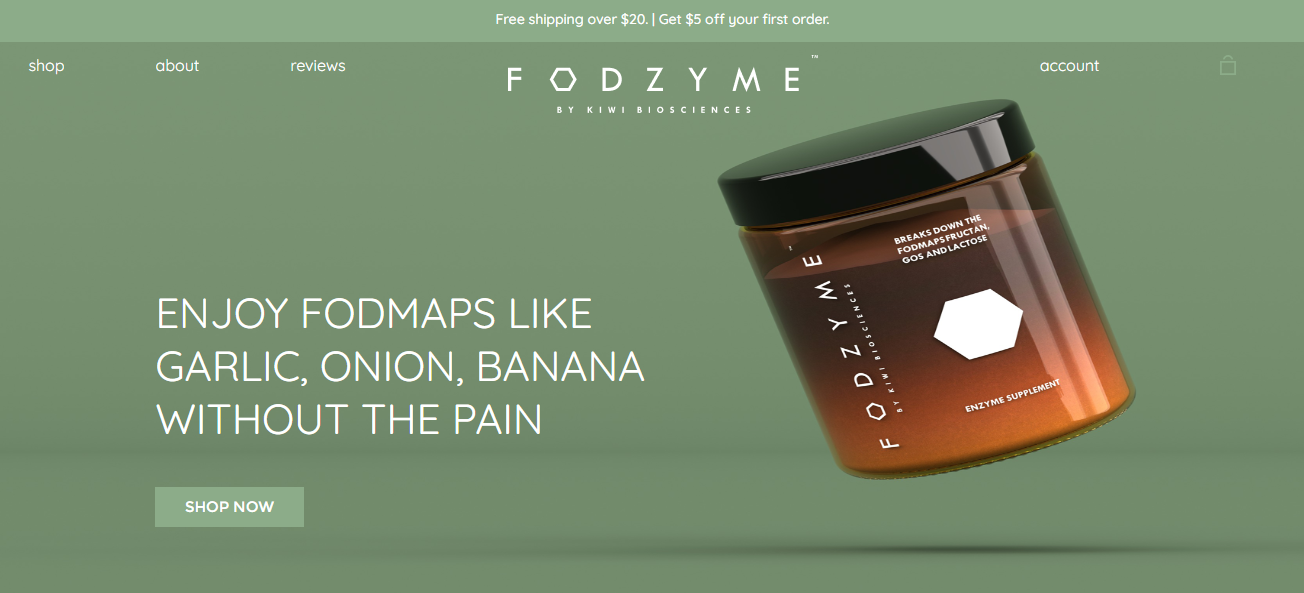 Free shipping over $20. | Get $5 off your first order.
shop
about
reviews
FODZYME™
BY KIWI BIOSCIENCES
account
ENJOY FODMAPS LIKE
GARLIC, ONION, BANANA
WITHOUT THE PAIN
SHOP NOW
FODZYME
BY KIWI BIOSCIENCES
BREAKS DOWN THE
FODMAPS FRUCTAN,
GOS AND LACTOSE
ENZYME SUPPLEMENT